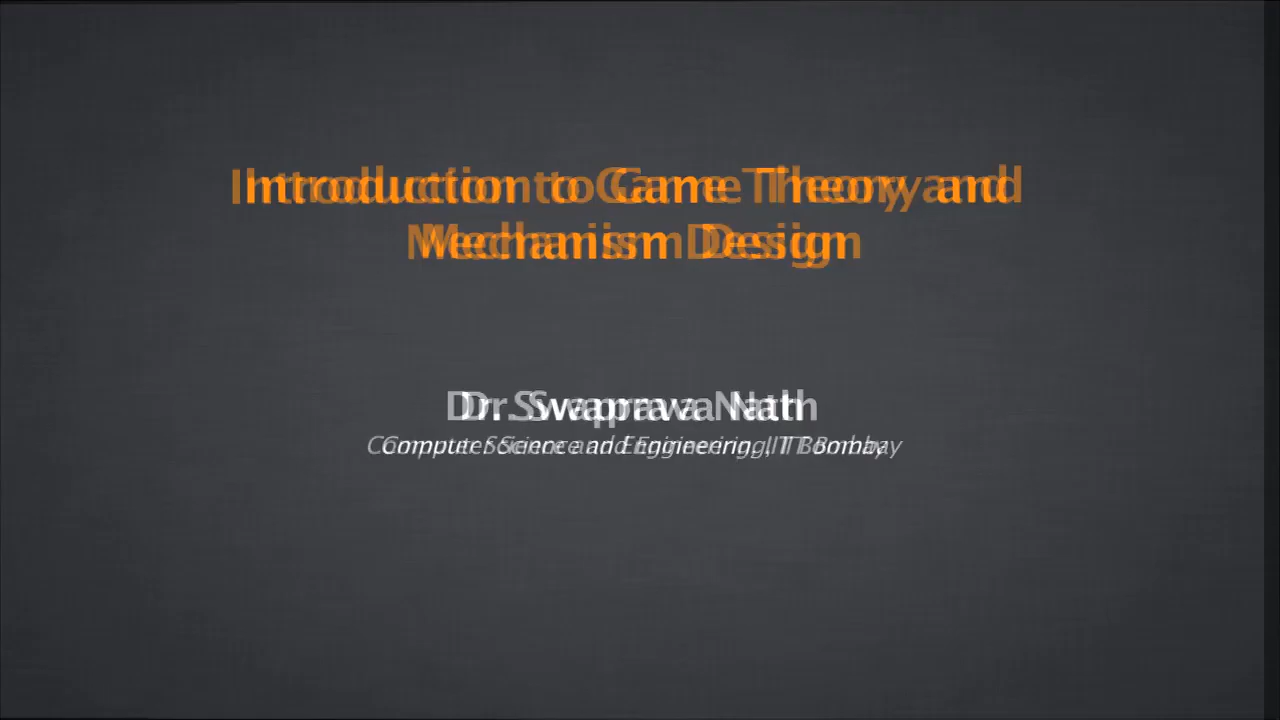 Introduction to Game Theory and
Mechanism Design
Dr. Swaprava Nath
Computer Science and Engineering, IIT Bombay